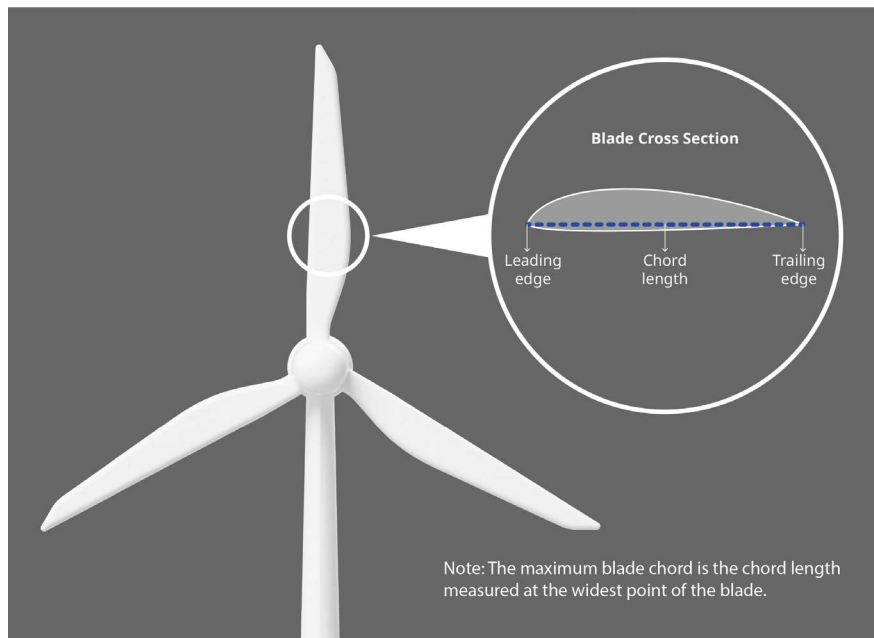 Blade Cross Section
Leading
edge
Chord
length
Trailing
edge
Note: The maximum blade chord is the chord length
measured at the widest point of the blade.